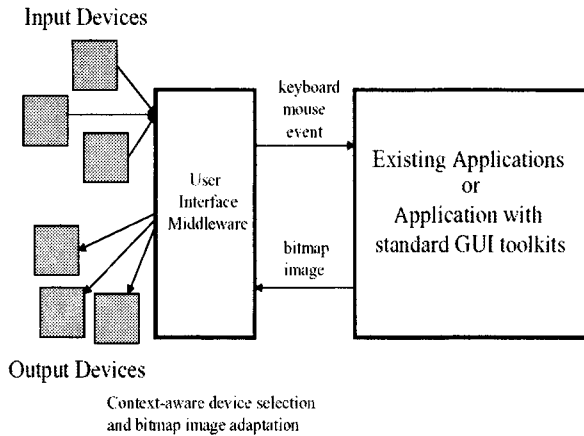 Input Devices
keyboard
mouse
event
User
Interface
Middleware
Existing Applications
or
Application with
standard GUI toolkits
bitmap
image
Output Devices
Context-aware device selection
and bitmap image adaptation